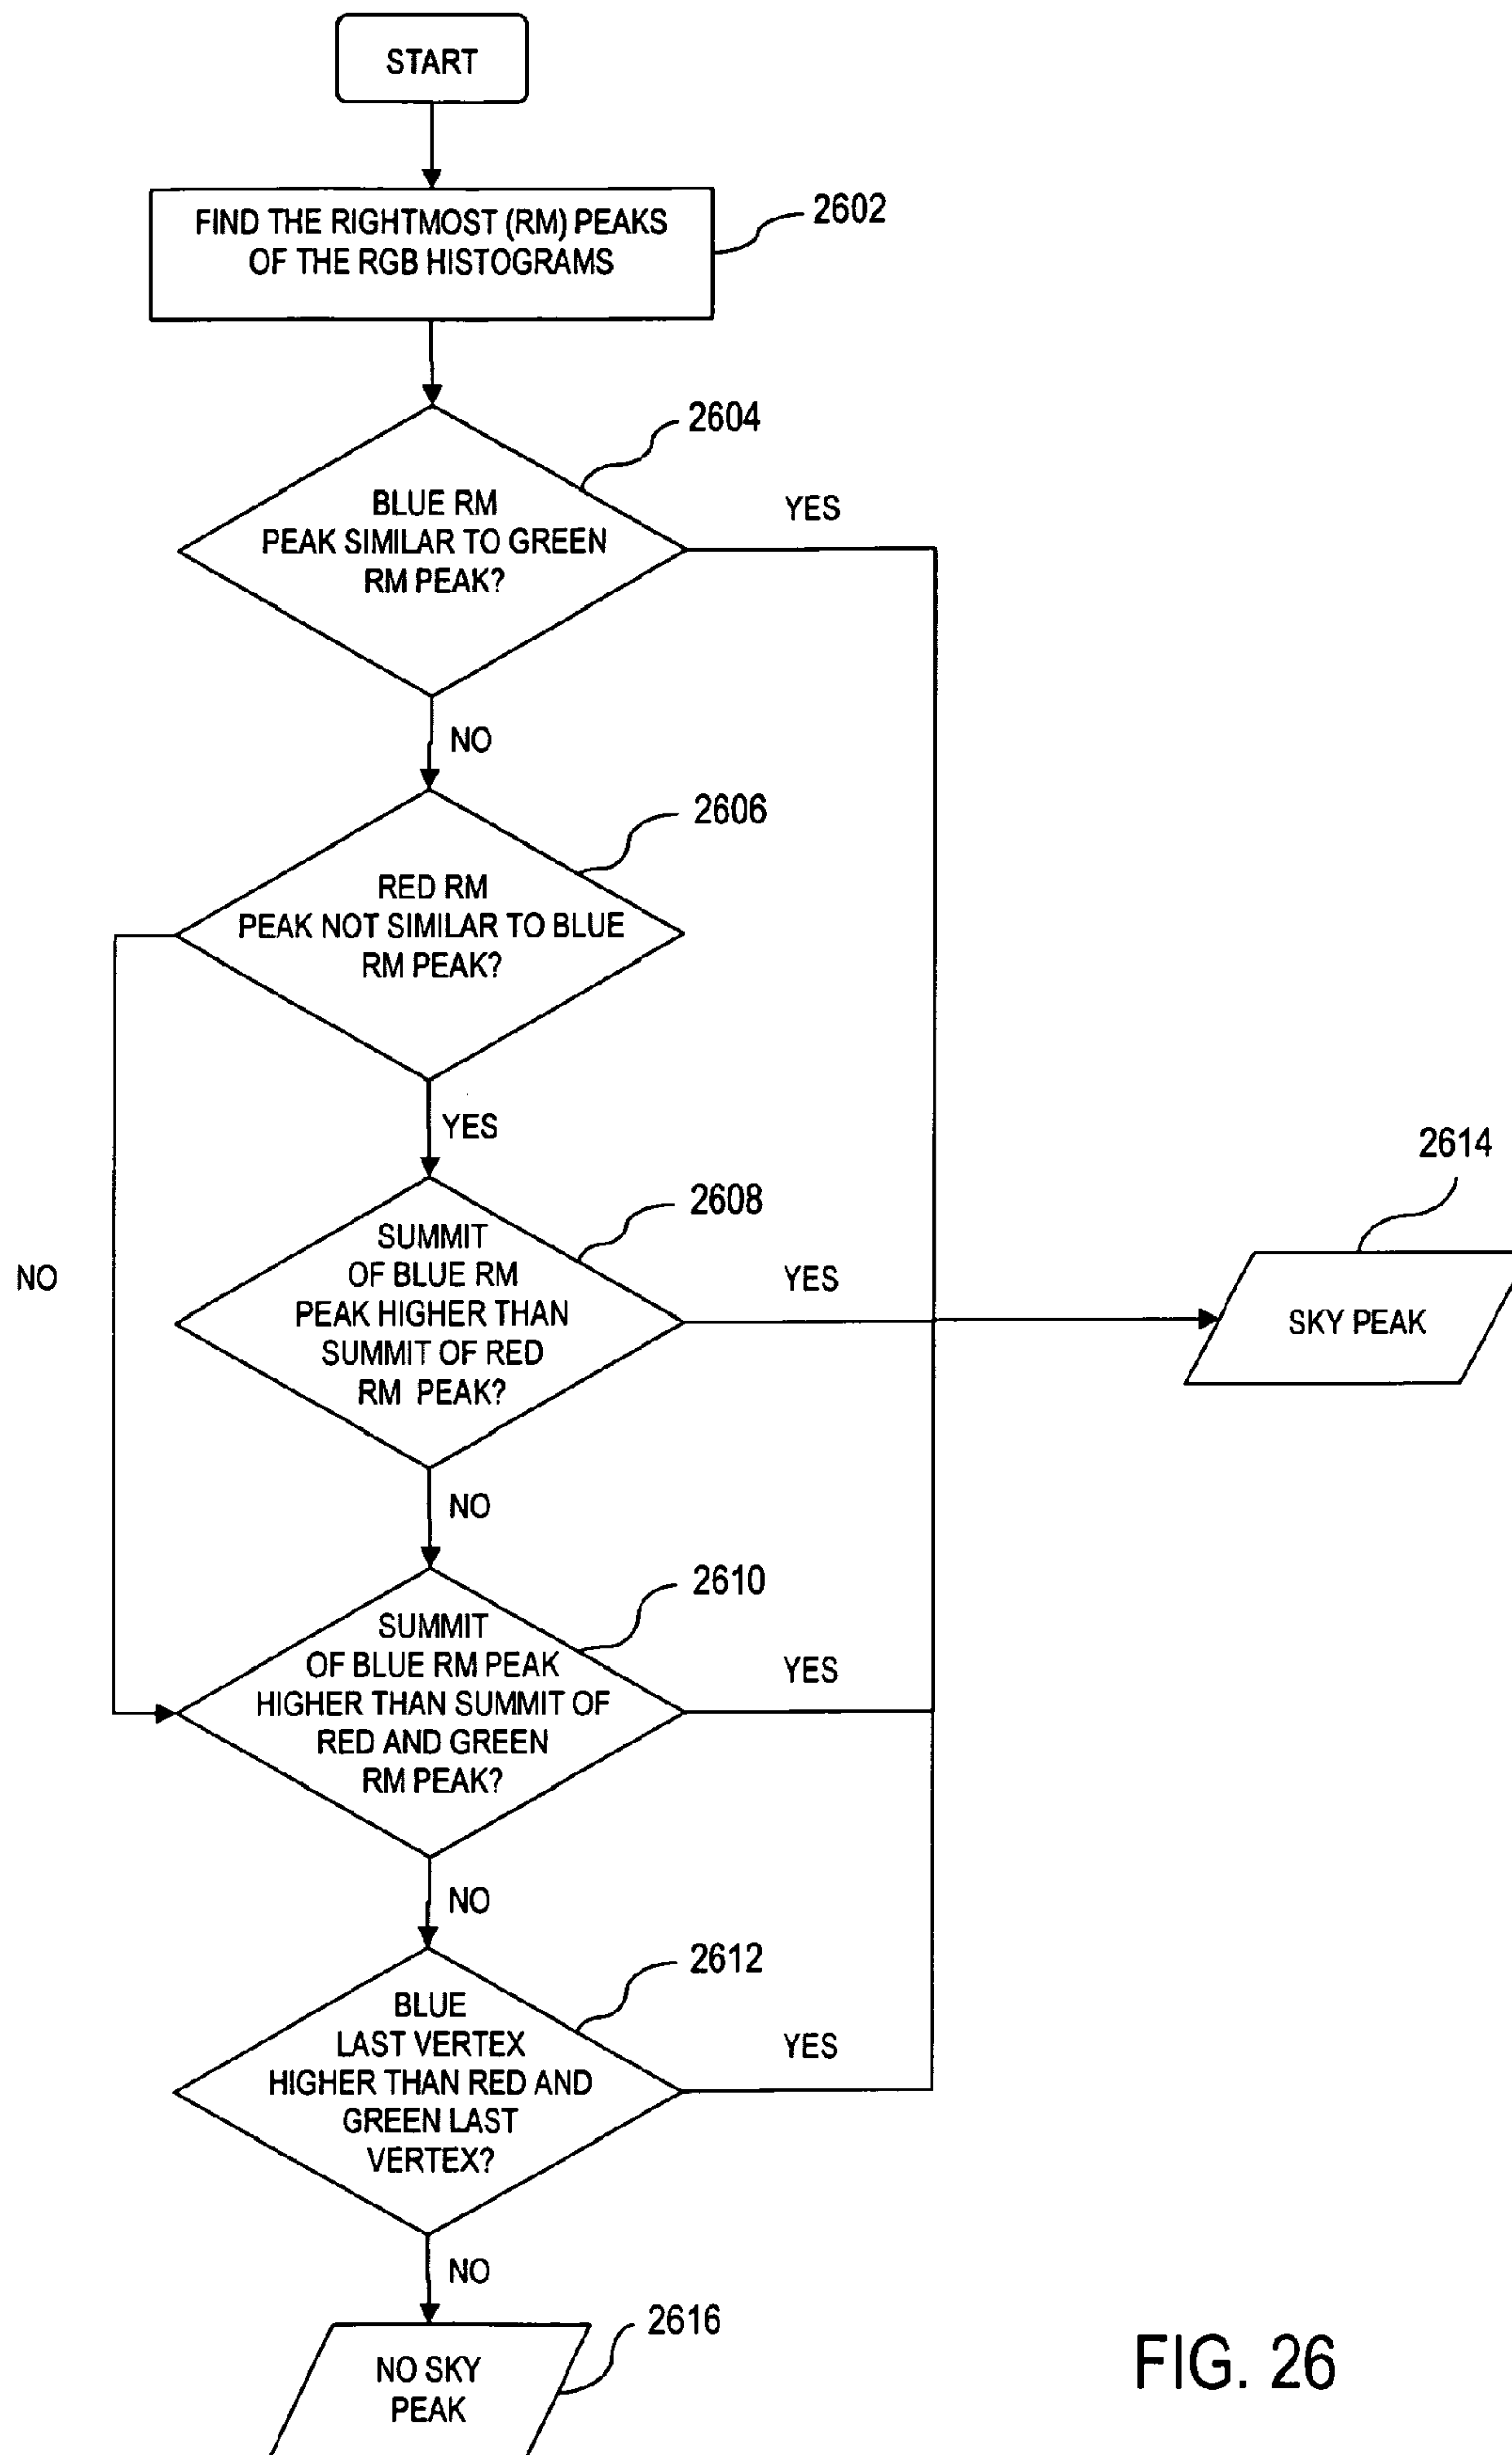 START
FIND THE RIGHTMOST (RM) PEAKS
OF THE RGB HISTOGRAMS
2602
2604
BLUE RM
PEAK SIMILAR TO GREEN
RM PEAK?
YES
NO
2606
RED RM
PEAK NOT SIMILAR TO BLUE
RM PEAK?
YES
NO
2608
SUMMIT
OF BLUE RM
PEAK HIGHER THAN
SUMMIT OF RED
RM PEAK?
YES
2614
SKY PEAK
NO
2610
SUMMIT
OF BLUE RM PEAK
HIGHER THAN SUMMIT OF
RED AND GREEN
RM PEAK?
YES
NO
2612
BLUE
LAST VERTEX
HIGHER THAN RED AND
GREEN LAST
VERTEX?
YES
NO
2616
NO SKY
PEAK
FIG. 26